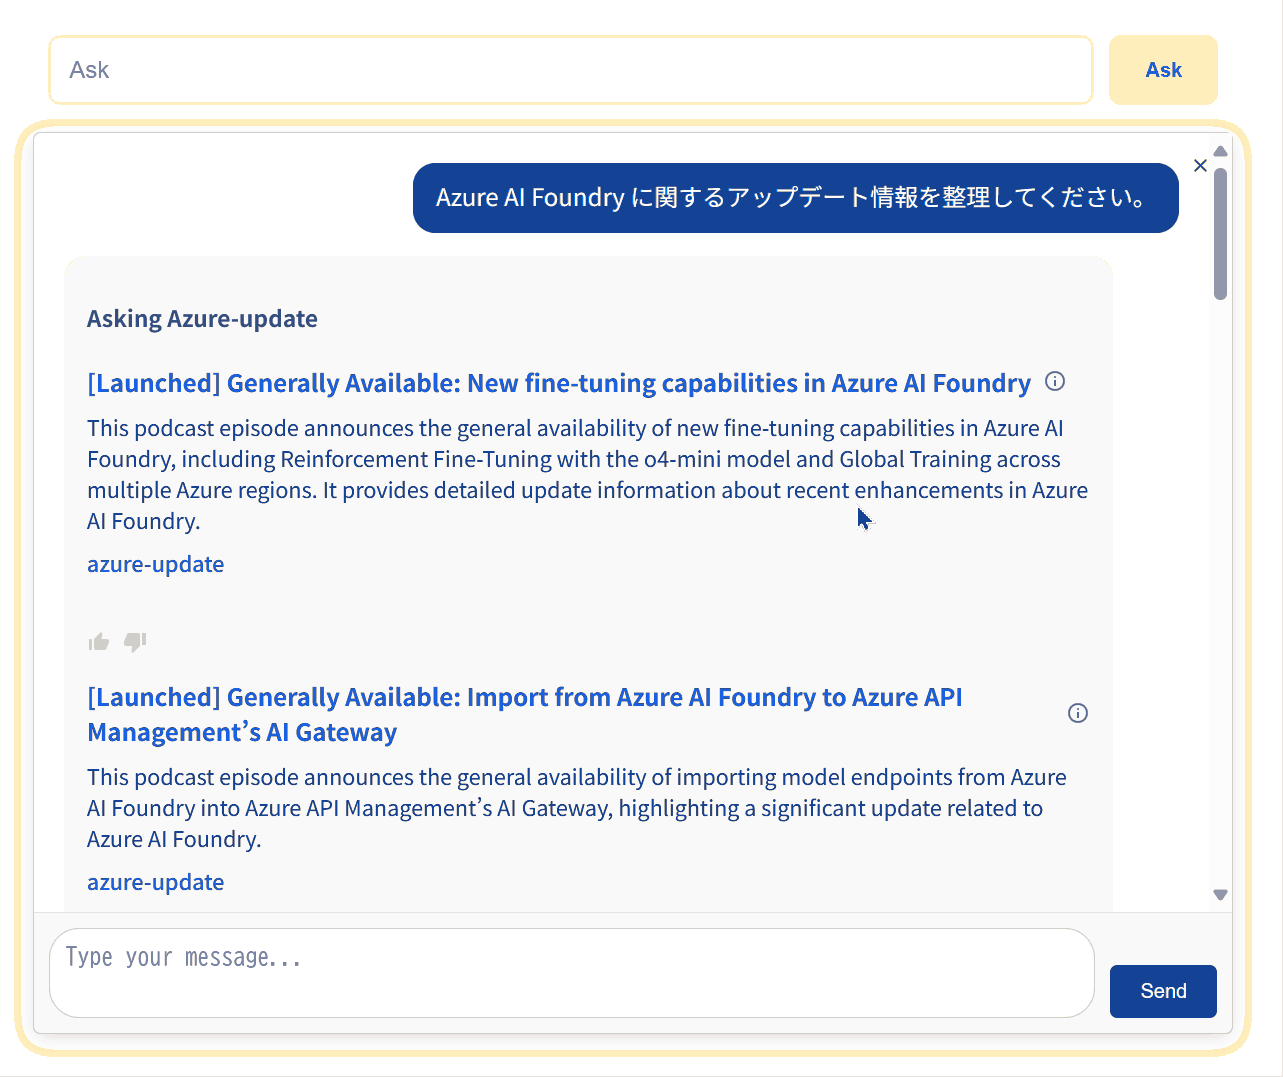 Ask
Ask
Azure AI Foundry に関するアップデート情報を整理してください。
Asking Azure-update
[Launched] Generally Available: New fine-tuning capabilities in Azure AI Foundry
This podcast episode announces the general availability of new fine-tuning capabilities in Azure AI
Foundry, including Reinforcement Fine-Tuning with the o4-mini model and Global Training across
multiple Azure regions. It provides detailed update information about recent enhancements in Azure
AI Foundry.
azure-update
[Launched] Generally Available: Import from Azure AI Foundry to Azure API
Management’s AI Gateway
This podcast episode announces the general availability of importing model endpoints from Azure
AI Foundry into Azure API Management’s AI Gateway, highlighting a significant update related to
Azure AI Foundry.
azure-update
Type your message...
Send